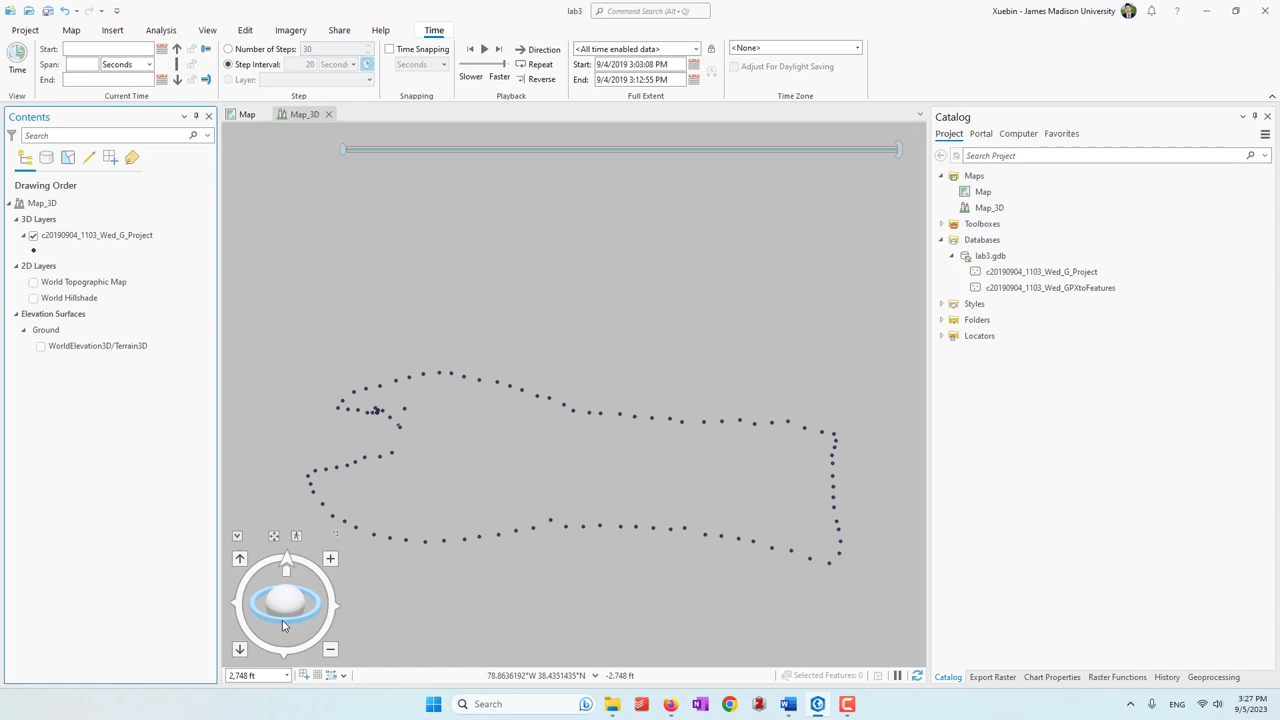 lab3
Command Search (Alt+Q)
Xuebin - James Madison University
Project Map Insert Analysis View Edit Imagery Share Help Time
Time
View
Start:
Span: Seconds
End:
Current Time
Number of Steps: 30
Step Interval: 20 Seconds
Layer:
Step
Time Snapping
Seconds
Snapping
Slower Faster
Direction
Repeat
Reverse
Playback
<All time enabled data>
Start: 9/4/2019 3:03:08 PM
End: 9/4/2019 3:12:55 PM
Full Extent
<None>
Adjust For Daylight Saving
Time Zone
Contents
Search
Drawing Order
Map_3D
3D Layers
c20190904_1103_Wed_G_Project
2D Layers
World Topographic Map
World Hillshade
Elevation Surfaces
Ground
WorldElevation3D/Terrain3D
Map Map_3D
2,748 ft
78.8636192°W 38.4351435°N
-2.748 ft
Selected Features: 0
Catalog
Project Portal Computer Favorites
Search Project
Maps
Map
Map_3D
Toolboxes
Databases
lab3.gdb
c20190904_1103_Wed_G_Project
c20190904_1103_Wed_GPXtoFeatures
Styles
Folders
Locators
Catalog Export Raster Chart Properties Raster Functions History Geoprocessing
Search
ENG
3:27 PM
9/5/2023